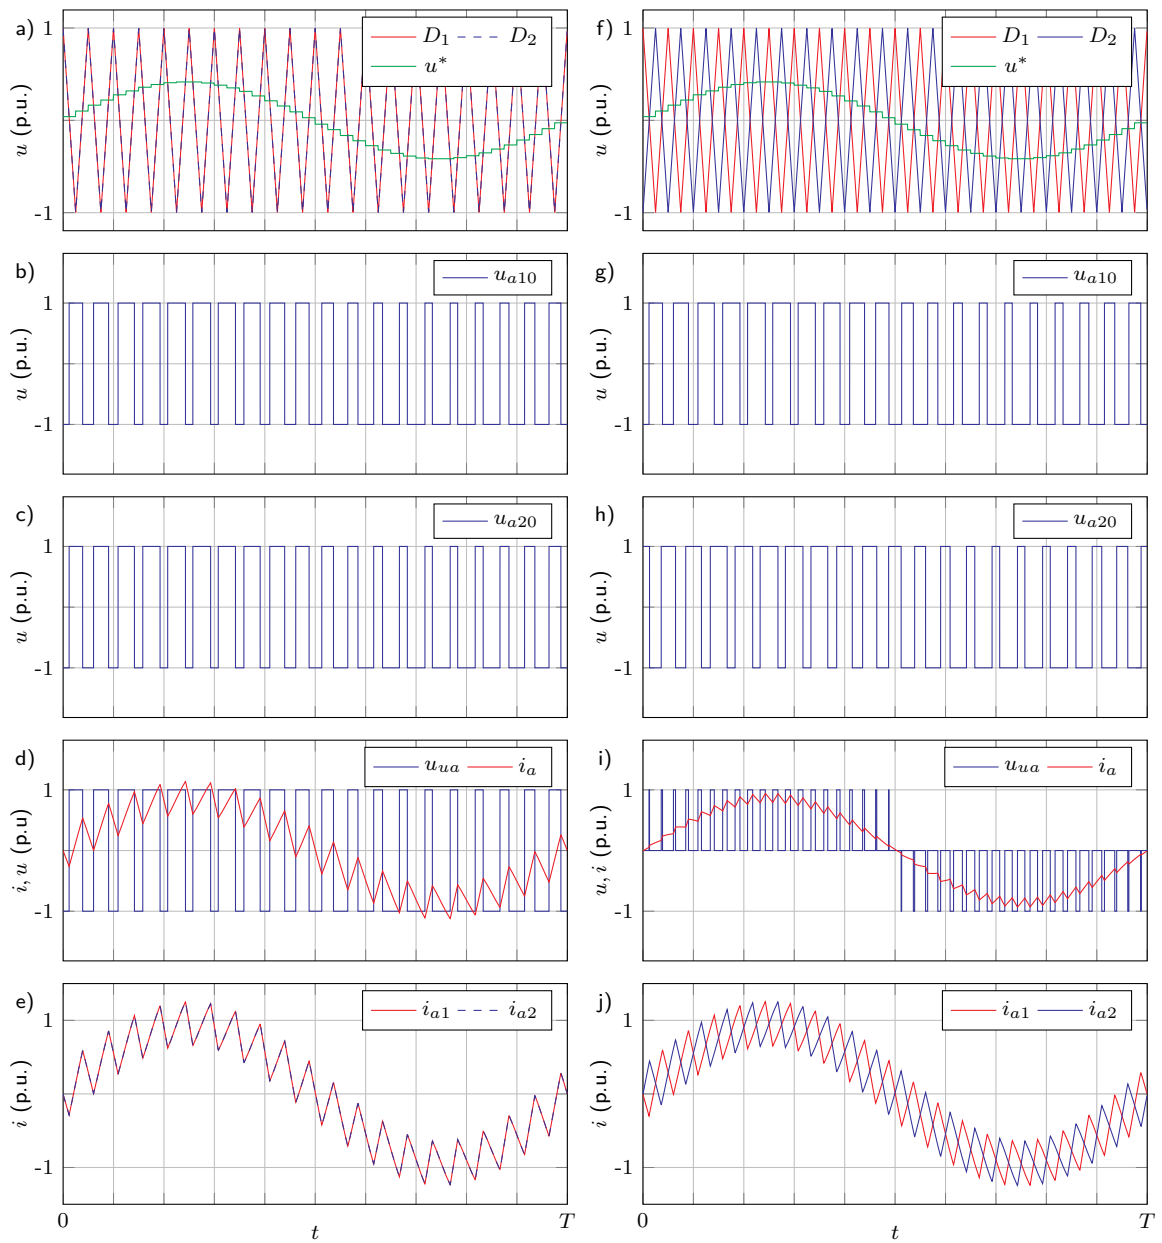 a)
1
-1
u (p.u.)
D1 D2
u*
f)
1
-1
u (p.u.)
D1 D2
u*
b)
1
-1
u (p.u.)
ua10
g)
1
-1
u (p.u.)
ua10
c)
1
-1
u (p.u.)
ua20
h)
1
-1
u (p.u.)
ua20
d)
1
-1
i, u (p.u)
uua ia
i)
1
-1
u, i (p.u.)
uua ia
e)
1
-1
i (p.u.)
ia1 ia2
0 t T
j)
1
-1
i (p.u.)
ia1 ia2
0 t T